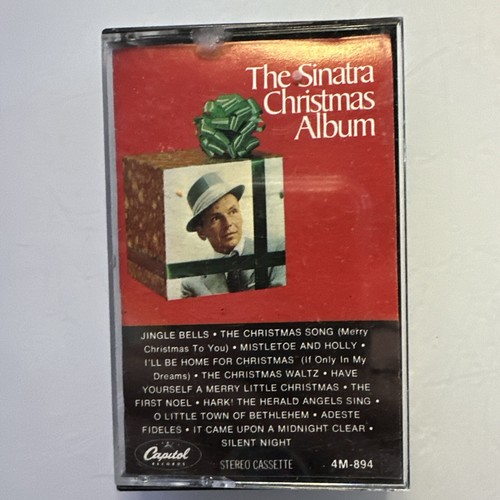 The Sinatra
Christmas
Album
JINGLE BELLS • THE CHRISTMAS SONG (Merry
Christmas To You) • MISTLETOE AND HOLLY •
I'LL BE HOME FOR CHRISTMAS (If Only In My
Dreams) • THE CHRISTMAS WALTZ • HAVE
YOURSELF A MERRY LITTLE CHRISTMAS • THE
FIRST NOEL • HARK! THE HERALD ANGELS SING •
O LITTLE TOWN OF BETHLEHEM • ADESTE
FIDELES • IT CAME UPON A MIDNIGHT CLEAR •
SILENT NIGHT
Capitol
RECORDS
STEREO CASSETTE 4M-894